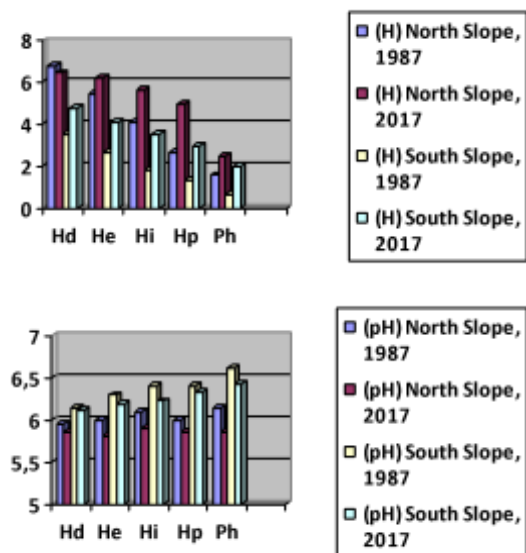 8
6
4
2
0
Hd He Hi Hp Ph
(H) North Slope,
1987
(H) North Slope,
2017
(H) South Slope,
1987
(H) South Slope,
2017
7
6,5
6
5,5
5
Hd He Hi Hp Ph
(pH) North Slope,
1987
(pH) North Slope,
2017
(pH) South Slope,
1987
(pH) South Slope,
2017